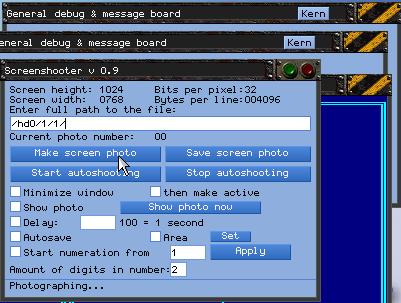 General debug & message board Kern
eneral debug & message board Kern
Screenshooter v 0.9
Screen height: 1024 Bits per pixel:32
Screen width: 0768 Bytes per line:004096
Enter full path to the file:
/hd0/1/1/
Current photo number: 00
Make screen photo Save screen photo
Start autoshooting Stop autoshooting
Minimize window then make active
Show photo Show photo now
Delay: 100 = 1 second
Autosave Area Set
Start numeration from 1 Apply
Amount of digits in number:2
Photographing...